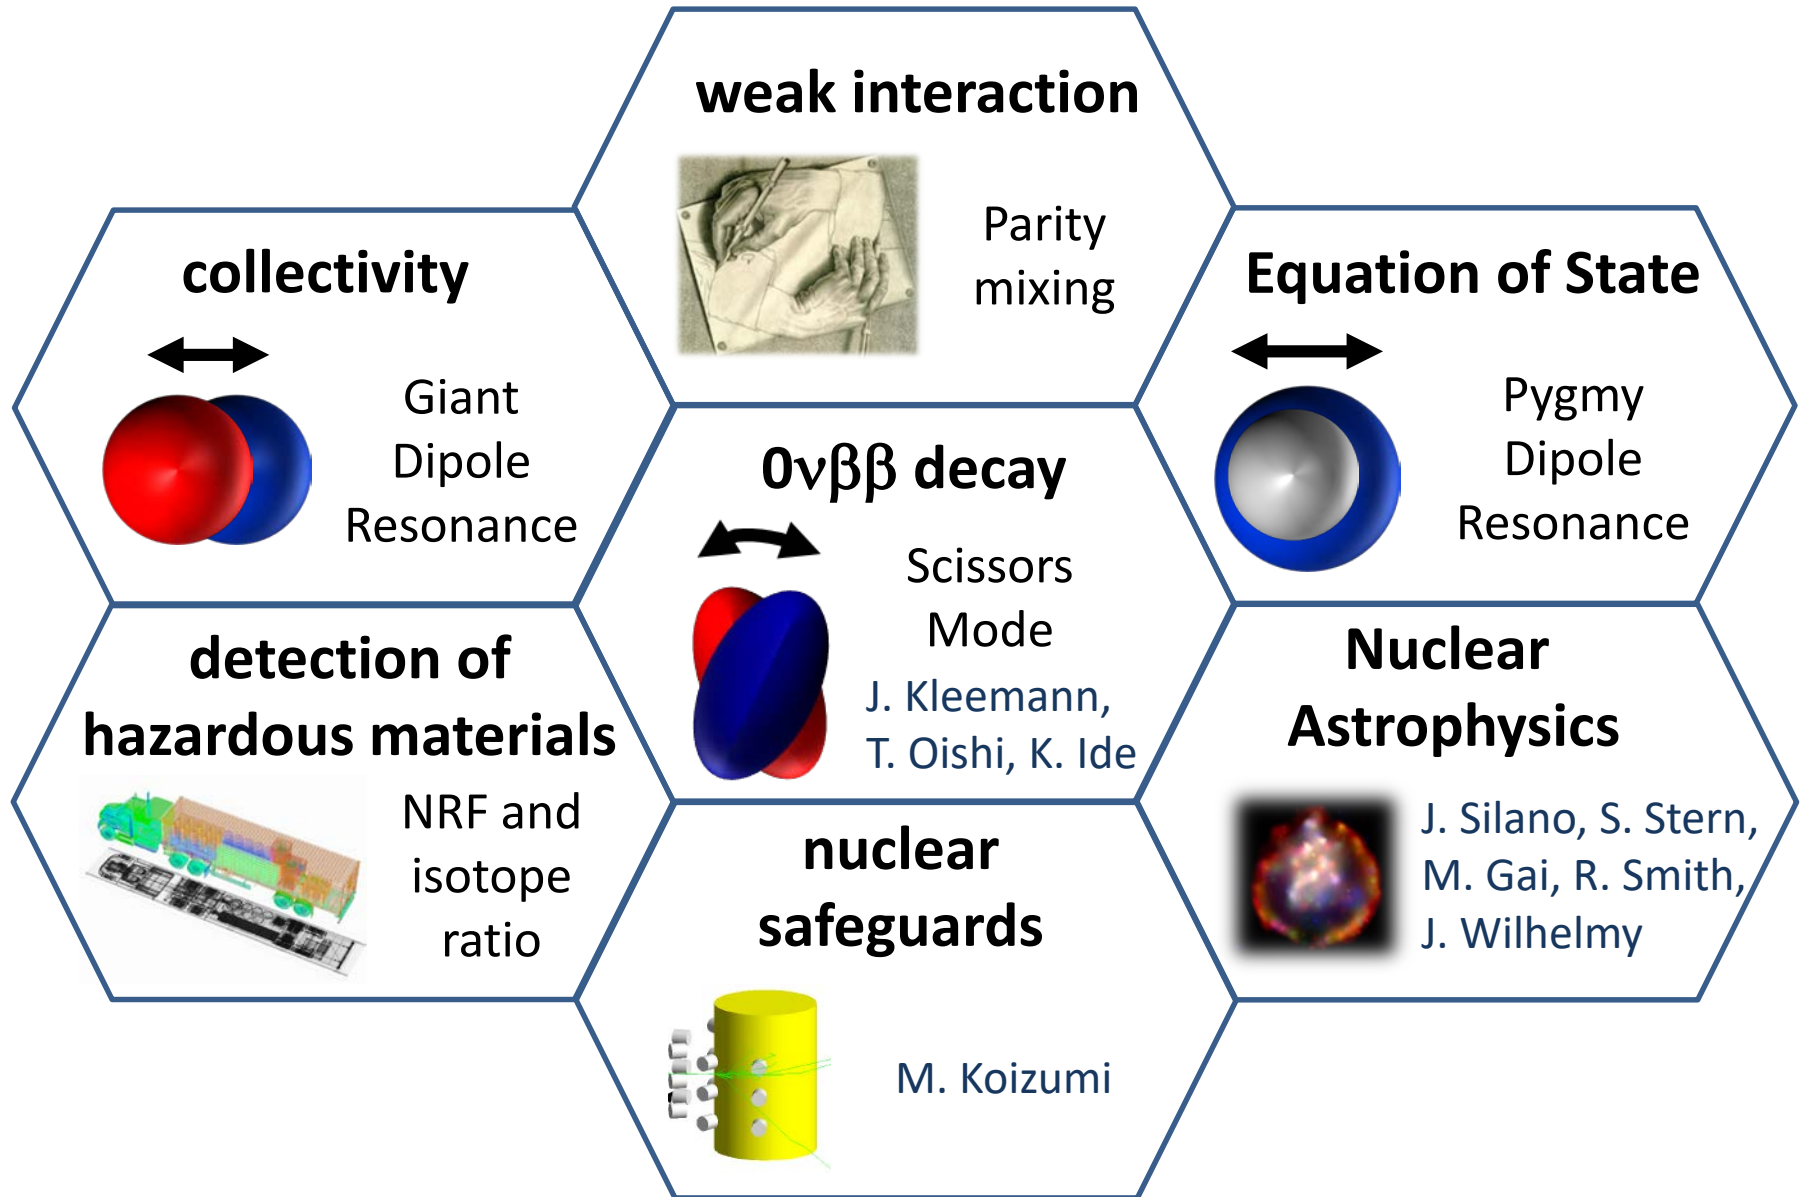 weak interaction
Parity
mixing
collectivity
Giant
Dipole
Resonance
Equation of State
Pygmy
Dipole
Resonance
0νββ decay
Scissors
Mode
J. Kleemann,
T. Oishi, K. Ide
detection of
hazardous materials
NRF and
isotope
ratio
Nuclear
Astrophysics
J. Silano, S. Stern,
M. Gai, R. Smith,
J. Wilhelmy
nuclear
safeguards
M. Koizumi